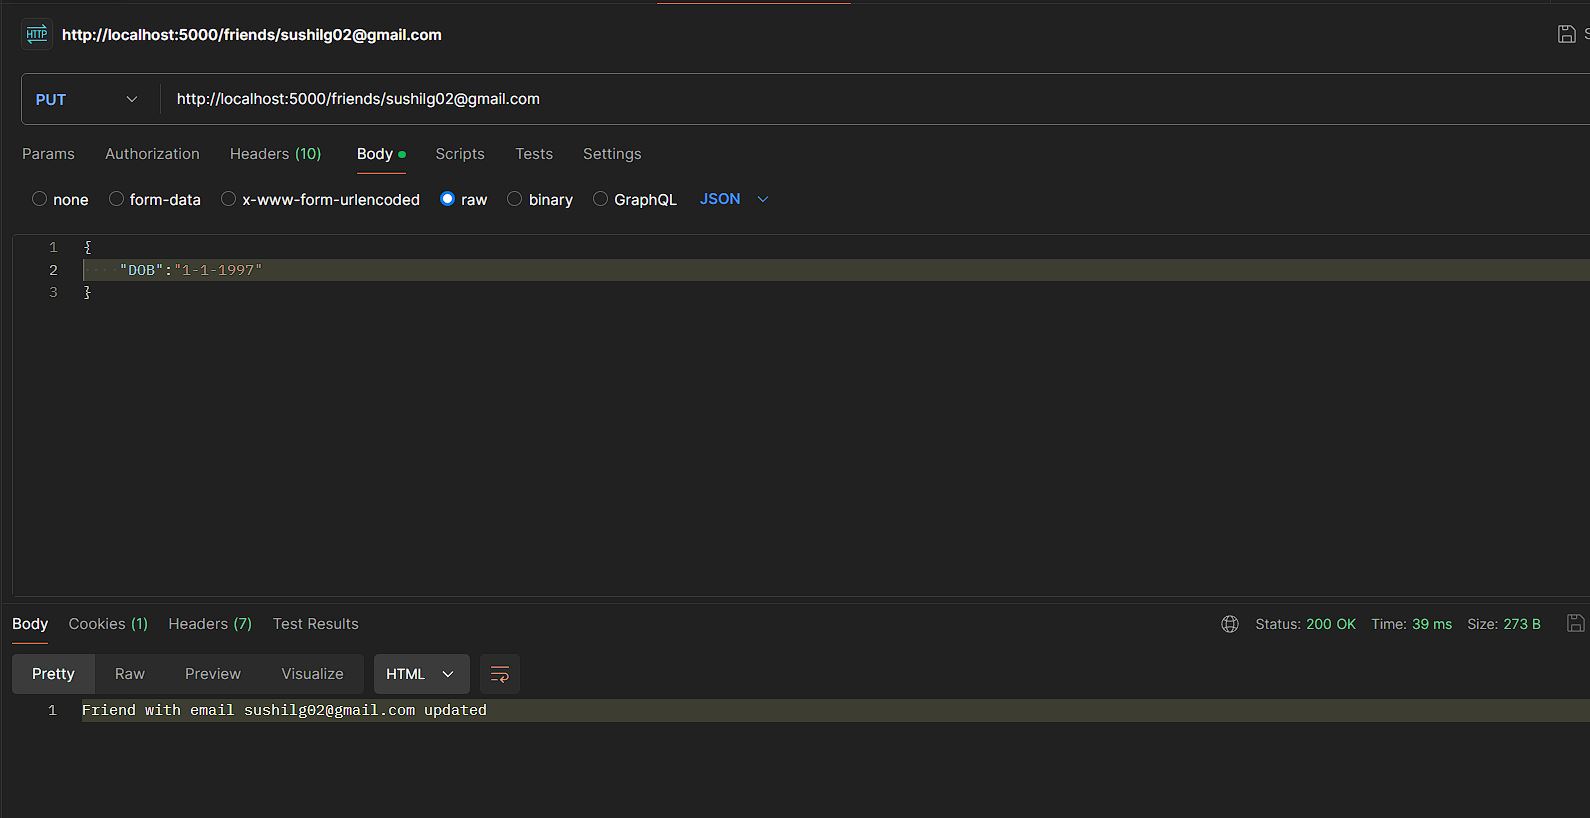 HTTP http://localhost:5000/friends/sushilg02@gmail.com
PUT http://localhost:5000/friends/sushilg02@gmail.com
Params Authorization Headers (10) Body Scripts Tests Settings
none form-data x-www-form-urlencoded raw binary GraphQL JSON
1 {
2 "DOB":"1-1-1997"
3 }
Body Cookies (1) Headers (7) Test Results Status: 200 OK Time: 39 ms Size: 273 B
Pretty Raw Preview Visualize HTML
1 Friend with email sushilg02@gmail.com updated